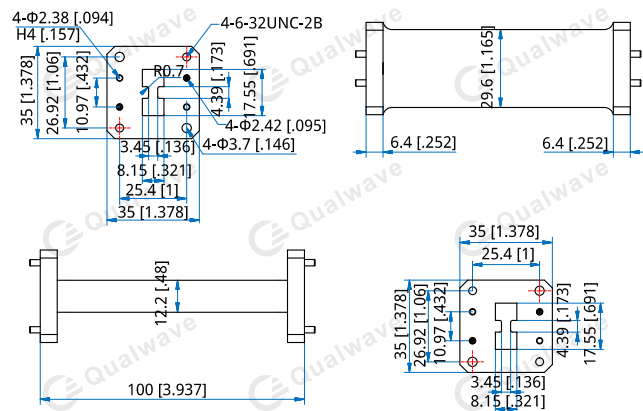 4-Φ2.38 [.094]
H4 [.157]
4-6-32UNC-2B
35 [1.378]
26.92 [1.06]
10.97 [.432]
R0.7
4.39 [.173]
17.55 [.691]
4-Φ2.42 [.095]
4-Φ3.7 [.146]
3.45 [.136]
8.15 [.321]
25.4 [1]
35 [1.378]
29.6 [1.165]
6.4 [.252]
6.4 [.252]
12.2 [.48]
100 [3.937]
35 [1.378]
25.4 [1]
35 [1.378]
26.92 [1.06]
10.97 [.432]
4.39 [.173]
17.55 [.691]
3.45 [.136]
8.15 [.321]
Qualwave
Qualwave
Qualwave
Qualwave
Qualwave
Qualwave
Qualwave
Qualwave
Qualwave